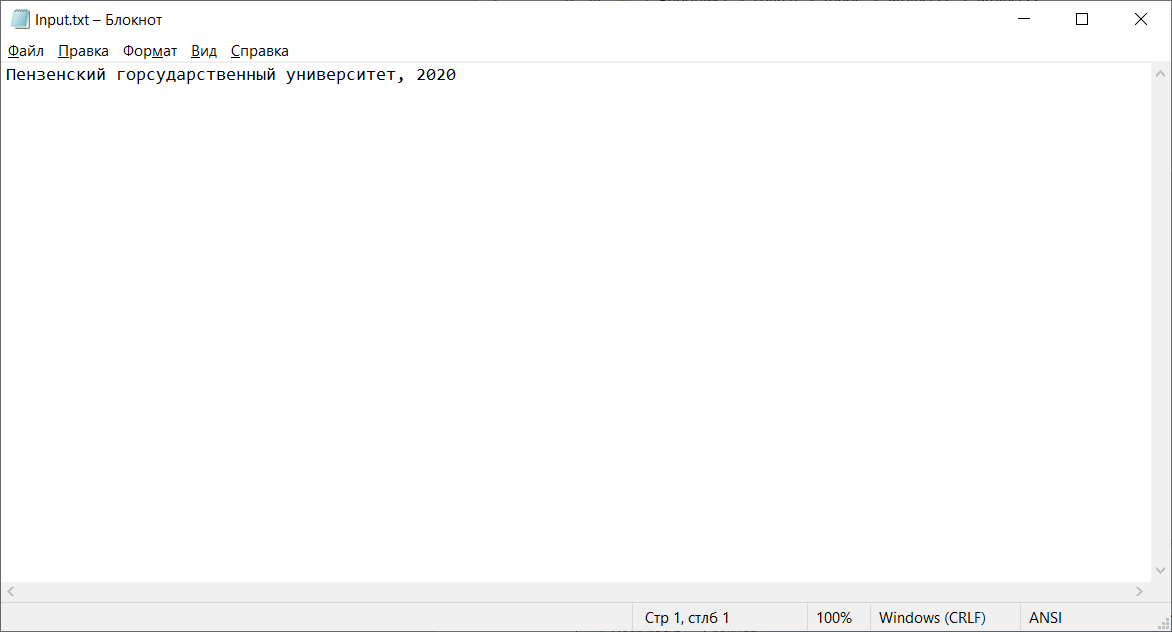 Input.txt – Блокнот
Файл Правка Формат Вид Справка
Пензенский горсударственный университет, 2020
Стр 1, стлб 1 100% Windows (CRLF) ANSI